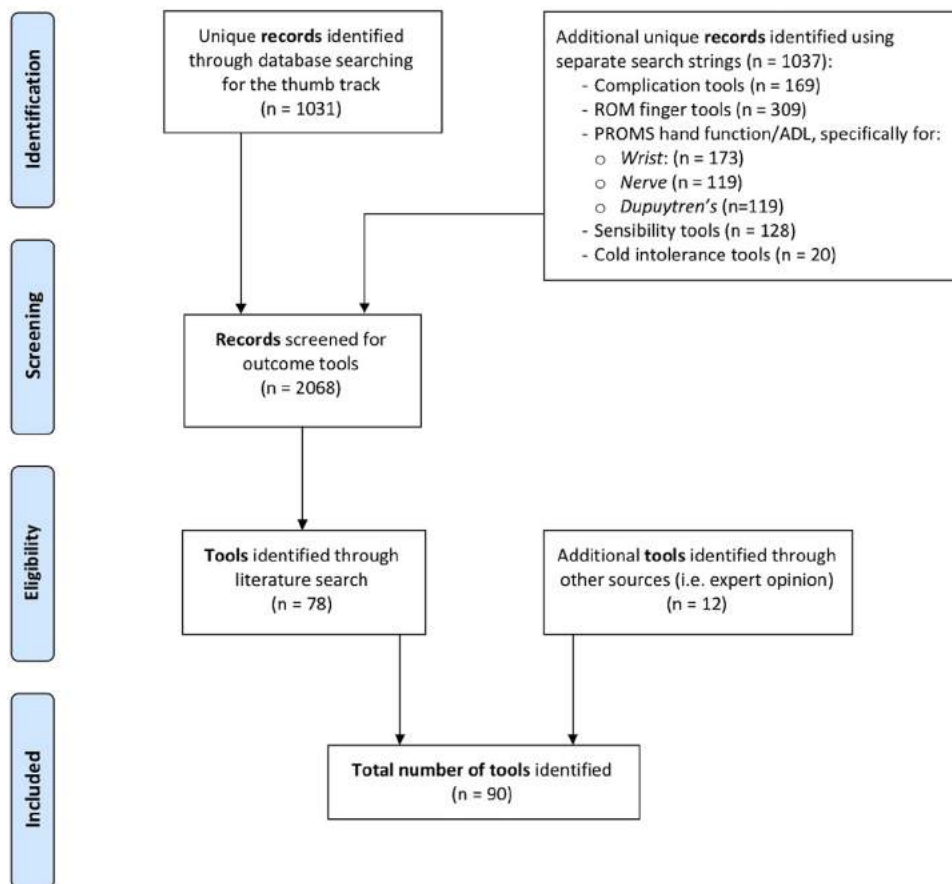 Identification
Unique records identified
through database searching
for the thumb track
(n = 1031)
Additional unique records identified using
separate search strings (n = 1037):
- Complication tools (n = 169)
- ROM finger tools (n = 309)
- PROMS hand function/ADL, specifically for:
o Wrist: (n = 173)
o Nerve (n = 119)
o Dupuytren's (n=119)
- Sensibility tools (n = 128)
- Cold intolerance tools (n = 20)
Screening
Records screened for
outcome tools
(n = 2068)
Eligibility
Tools identified through
literature search
(n = 78)
Additional tools identified through
other sources (i.e. expert opinion)
(n = 12)
Included
Total number of tools identified
(n = 90)